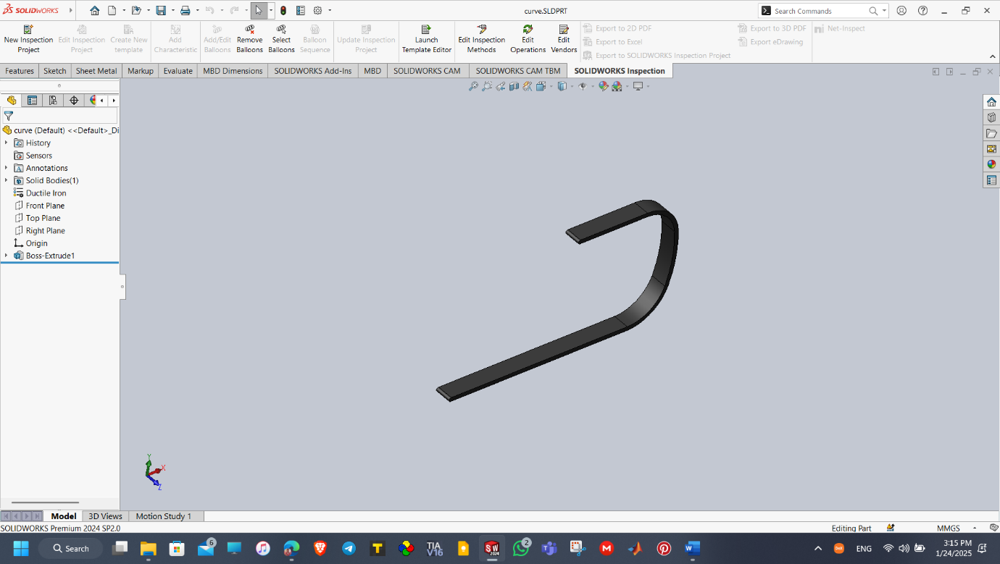 SOLIDWORKS
curve.SLDPRT
Search Commands
New Inspection Project
Edit Inspection Project
Create New template
Add Characteristic
Add/Edit Balloons
Remove Balloons
Select Balloons
Balloon Sequence
Update Inspection Project
Launch Template Editor
Edit Inspection Methods
Edit Operations
Edit Vendors
Export to 2D PDF
Export to Excel
Export to SOLIDWORKS Inspection Project
Export to 3D PDF
Export eDrawing
Net-Inspect
Features Sketch Sheet Metal Markup Evaluate MBD Dimensions SOLIDWORKS Add-Ins MBD SOLIDWORKS CAM SOLIDWORKS CAM TBM SOLIDWORKS Inspection
curve (Default) <<Default>_Di
History
Sensors
Annotations
Solid Bodies(1)
Ductile Iron
Front Plane
Top Plane
Right Plane
Origin
Boss-Extrude1
Y
X
Z
Model 3D Views Motion Study 1
SOLIDWORKS Premium 2024 SP2.0
Editing Part
MMGS
Search
6
T
TIA V16
SW 2024
2
M
W
ENG
3:15 PM
1/24/2025